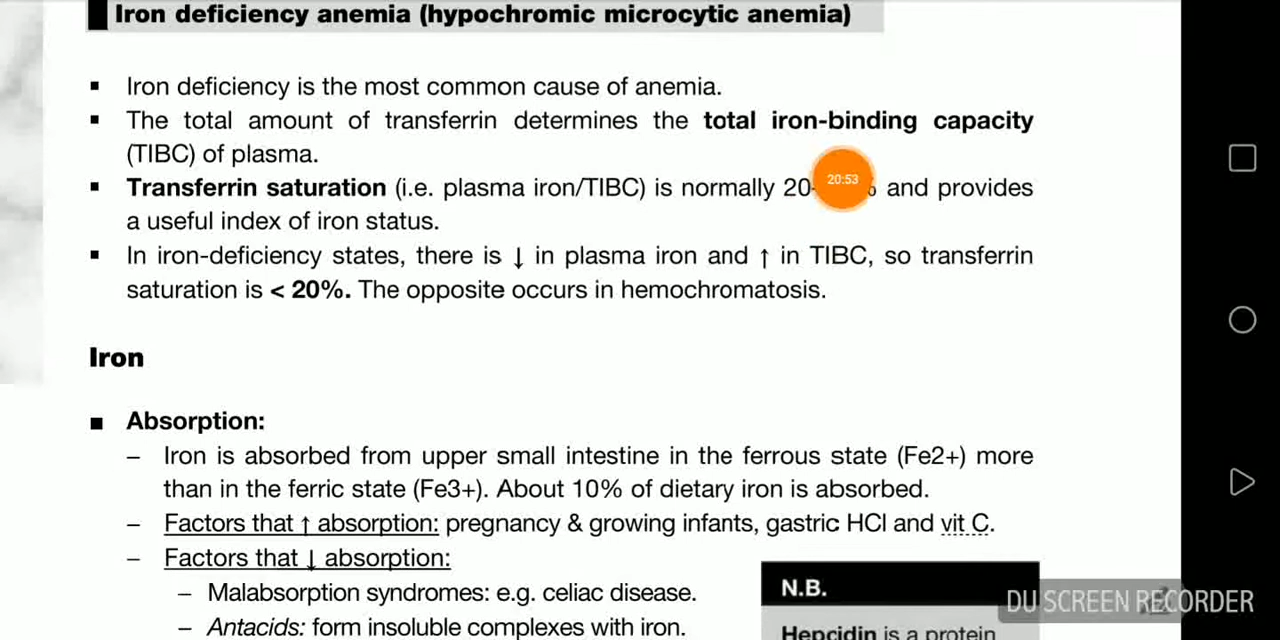 Iron deficiency anemia (hypochromic microcytic anemia)
▪ Iron deficiency is the most common cause of anemia.
▪ The total amount of transferrin determines the total iron-binding capacity
(TIBC) of plasma.
▪ Transferrin saturation (i.e. plasma iron/TIBC) is normally 20- and provides
20:53
a useful index of iron status.
▪ In iron-deficiency states, there is ↓ in plasma iron and ↑ in TIBC, so transferrin
saturation is < 20%. The opposite occurs in hemochromatosis.
Iron
■ Absorption:
– Iron is absorbed from upper small intestine in the ferrous state (Fe2+) more
than in the ferric state (Fe3+). About 10% of dietary iron is absorbed.
– Factors that ↑ absorption: pregnancy & growing infants, gastric HCl and vit C.
– Factors that ↓ absorption:
– Malabsorption syndromes: e.g. celiac disease.
– Antacids: form insoluble complexes with iron.
N.B.
Hepcidin is a protein
DU SCREEN RECORDER